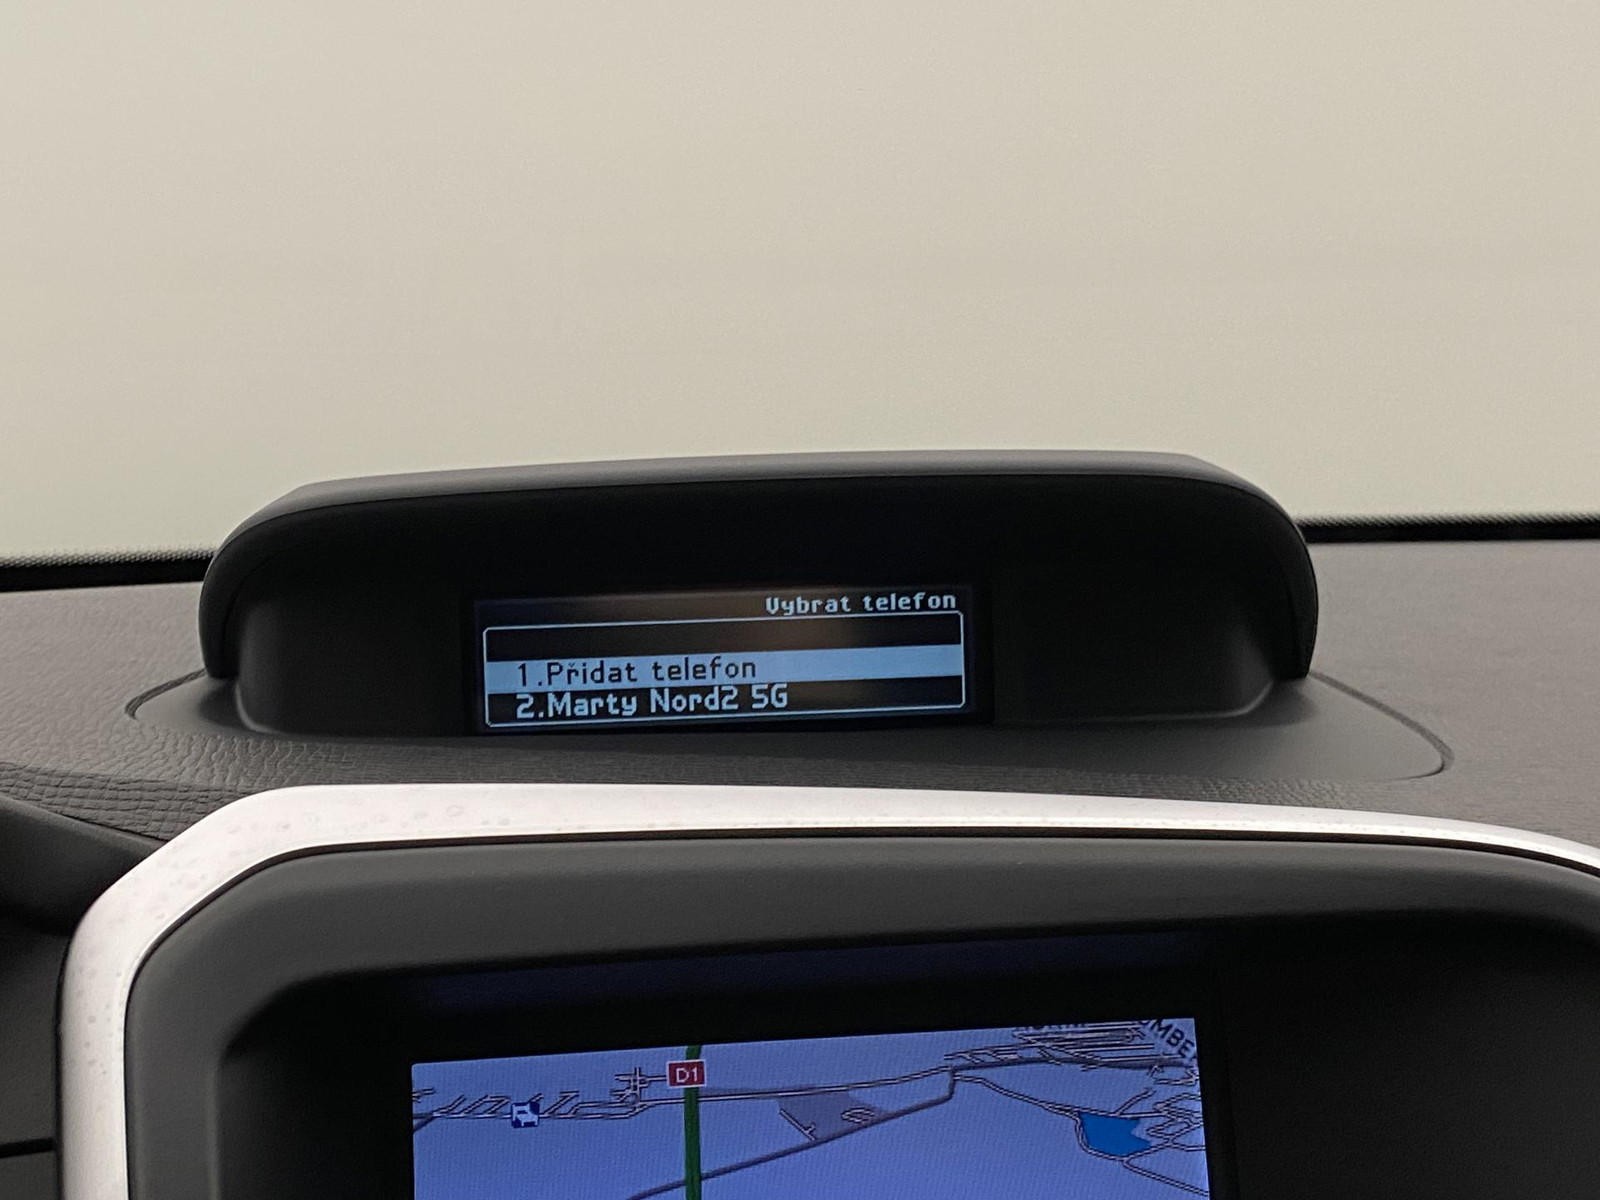 Vybrat telefon
1.Přidat telefon
2.Marty Nord2 5G
D1